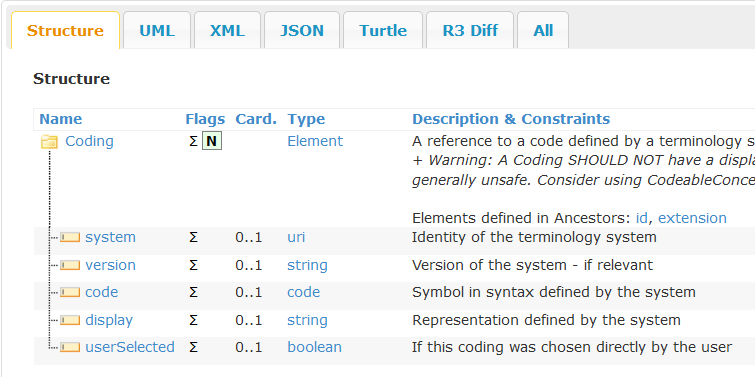 Structure UML XML JSON Turtle R3 Diff All
Structure
Name Flags Card. Type Description & Constraints
Coding Σ N Element A reference to a code defined by a terminology s
+ Warning: A Coding SHOULD NOT have a displa
generally unsafe. Consider using CodeableConce
Elements defined in Ancestors: id, extension
system Σ 0..1 uri Identity of the terminology system
version Σ 0..1 string Version of the system - if relevant
code Σ 0..1 code Symbol in syntax defined by the system
display Σ 0..1 string Representation defined by the system
userSelected Σ 0..1 boolean If this coding was chosen directly by the user